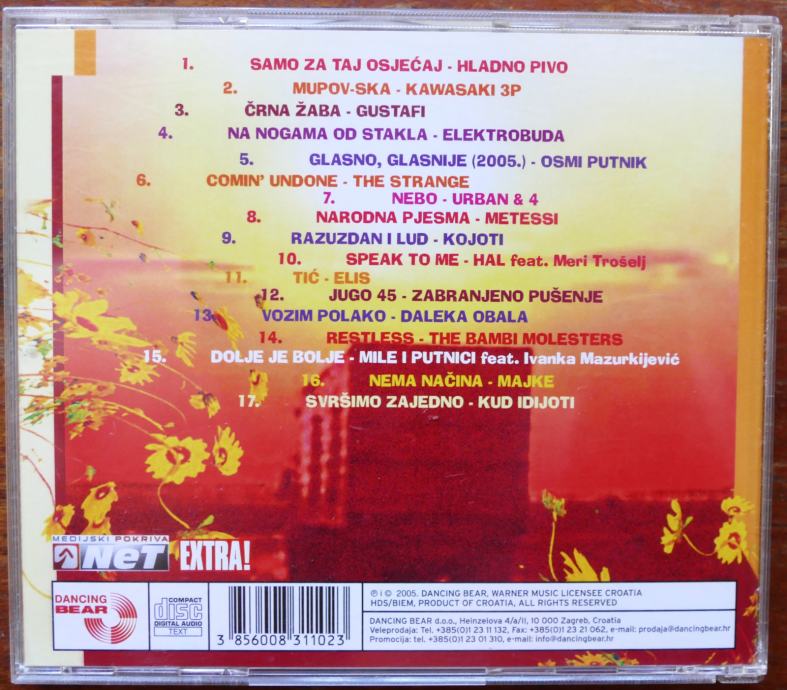 1. SAMO ZA TAJ OSJEĆAJ - HLADNO PIVO
2. MUPOV-SKA - KAWASAKI 3P
3. ČRNA ŽABA - GUSTAFI
4. NA NOGAMA OD STAKLA - ELEKTROBUDA
5. GLASNO, GLASNIJE (2005.) - OSMI PUTNIK
6. COMIN' UNDONE - THE STRANGE
7. NEBO - URBAN & 4
8. NARODNA PJESMA - METESSI
9. RAZUZDAN I LUD - KOJOTI
10. SPEAK TO ME - HAL feat. Meri Trošelj
11. TIĆ - ELIS
12. JUGO 45 - ZABRANJENO PUŠENJE
13. VOZIM POLAKO - DALEKA OBALA
14. RESTLESS - THE BAMBI MOLESTERS
15. DOLJE JE BOLJE - MILE I PUTNICI feat. Ivanka Mazurkijević
16. NEMA NAČINA - MAJKE
17. SVRŠIMO ZAJEDNO - KUD IDIJOTI
MEDIJSKI POKRIVA
NeT EXTRA!
DANCING BEAR
COMPACT
disc
DIGITAL AUDIO
TEXT
3 856008 311023
℗ i © 2005. DANCING BEAR, WARNER MUSIC LICENSEE CROATIA
HDS/BIEM, PRODUCT OF CROATIA, ALL RIGHTS RESERVED
DANCING BEAR d.o.o., Heinzelova 4/a/II, 10 000 Zagreb, Croatia
Veleprodaja: Tel. +385(0)1 23 11 132, Fax: +385(0)1 23 21 062, e-mail: prodaja@dancingbear.hr
Promocija: tel. +385(0)1 23 01 310, e-mail: info@dancingbear.hr